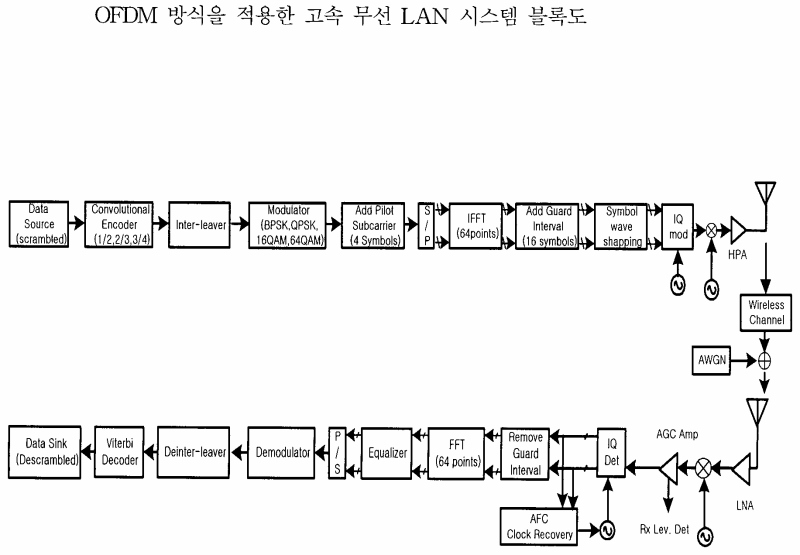 OFDM 방식을 적용한 고속 무선 LAN 시스템 블록도
Data
Source
(scrambled)
Convolutional
Encoder
(1/2,2/3,3/4)
Inter-leaver
Modulator
(BPSK,QPSK,
16QAM,64QAM)
Add Pilot
Subcarrier
(4 Symbols)
S
/
P
IFFT
(64points)
Add Guard
Interval
(16 symbols)
Symbol
wave
shapping
IQ
mod
HPA
Wireless
Channel
AWGN
Data Sink
(Descrambled)
Viterbi
Decoder
Deinter-leaver
Demodulator
P
/
S
Equalizer
FFT
(64 points)
Remove
Guard
Interval
IQ
Det
AGC Amp
LNA
Rx Lev. Det
AFC
Clock Recovery